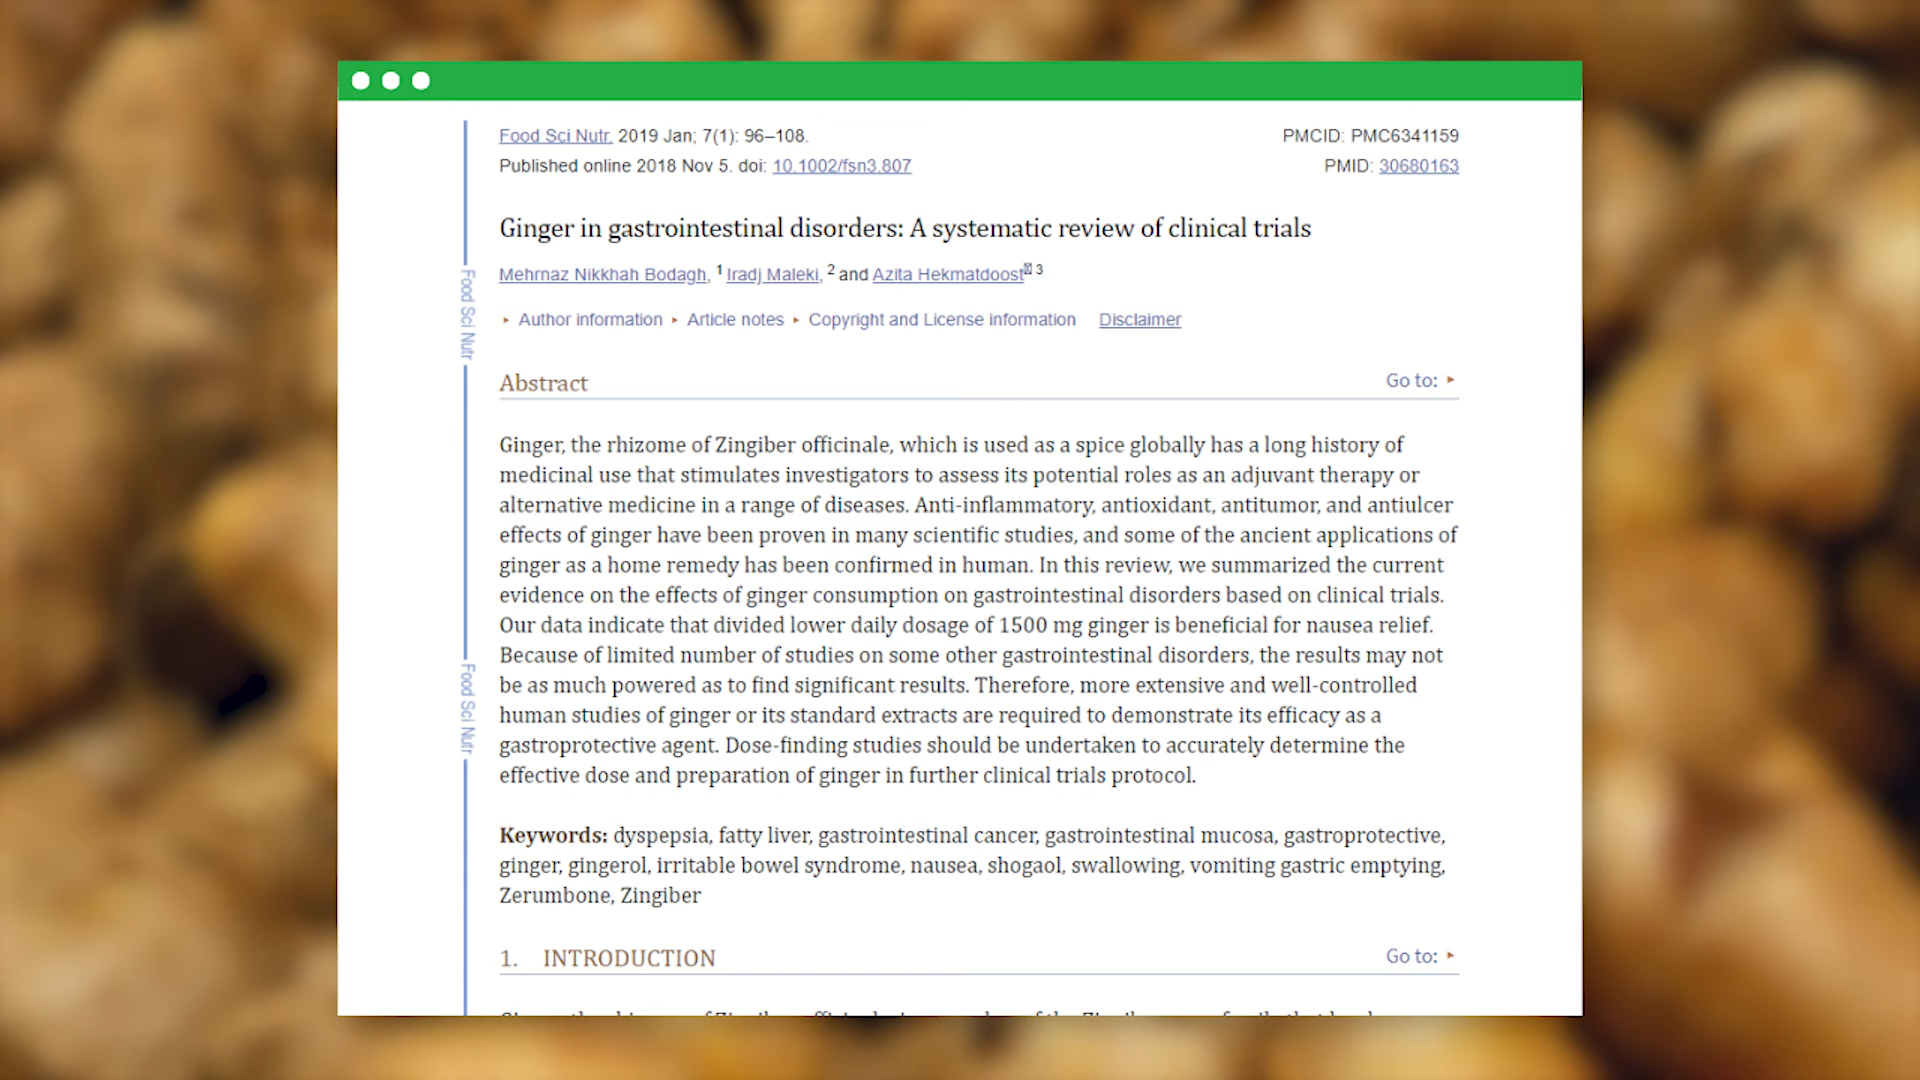 Food Sci Nutr. 2019 Jan; 7(1): 96–108.
PMCID: PMC6341159
Published online 2018 Nov 5. doi: 10.1002/fsn3.807
PMID: 30680163
Ginger in gastrointestinal disorders: A systematic review of clinical trials
Mehrnaz Nikkhah Bodagh, 1 Iradj Maleki, 2 and Azita Hekmatdoost 3
Author information Article notes Copyright and License information Disclaimer
Food Sci Nutr
Abstract
Go to:
Ginger, the rhizome of Zingiber officinale, which is used as a spice globally has a long history of
medicinal use that stimulates investigators to assess its potential roles as an adjuvant therapy or
alternative medicine in a range of diseases. Anti-inflammatory, antioxidant, antitumor, and antiulcer
effects of ginger have been proven in many scientific studies, and some of the ancient applications of
ginger as a home remedy has been confirmed in human. In this review, we summarized the current
evidence on the effects of ginger consumption on gastrointestinal disorders based on clinical trials.
Our data indicate that divided lower daily dosage of 1500 mg ginger is beneficial for nausea relief.
Because of limited number of studies on some other gastrointestinal disorders, the results may not
be as much powered as to find significant results. Therefore, more extensive and well-controlled
human studies of ginger or its standard extracts are required to demonstrate its efficacy as a
gastroprotective agent. Dose-finding studies should be undertaken to accurately determine the
effective dose and preparation of ginger in further clinical trials protocol.
Food Sci Nutr
Keywords: dyspepsia, fatty liver, gastrointestinal cancer, gastrointestinal mucosa, gastroprotective,
ginger, gingerol, irritable bowel syndrome, nausea, shogaol, swallowing, vomiting gastric emptying,
Zerumbone, Zingiber
1. INTRODUCTION
Go to: